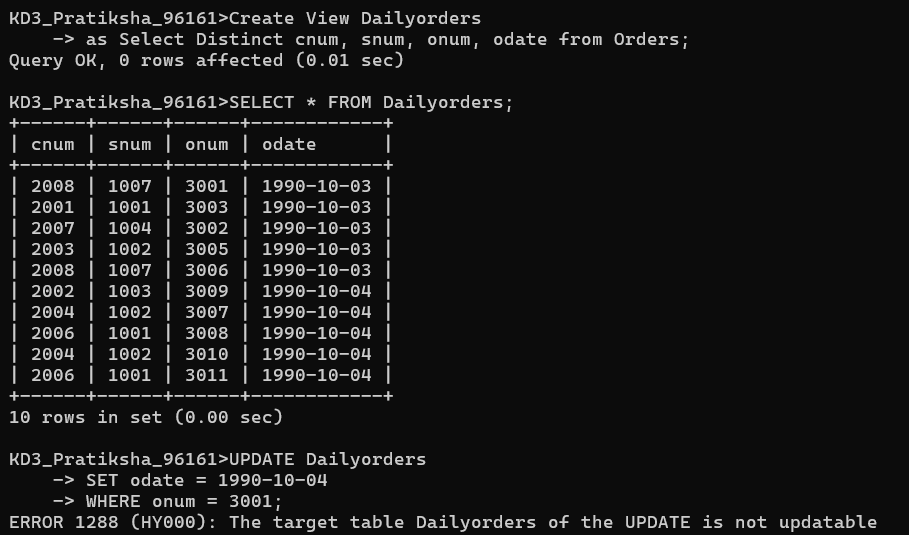 KD3_Pratiksha_96161>Create View Dailyorders
    -> as Select Distinct cnum, snum, onum, odate from Orders;
Query OK, 0 rows affected (0.01 sec)

KD3_Pratiksha_96161>SELECT * FROM Dailyorders;
+------+------+------+------------+
| cnum | snum | onum | odate      |
+------+------+------+------------+
| 2008 | 1007 | 3001 | 1990-10-03 |
| 2001 | 1001 | 3003 | 1990-10-03 |
| 2007 | 1004 | 3002 | 1990-10-03 |
| 2003 | 1002 | 3005 | 1990-10-03 |
| 2008 | 1007 | 3006 | 1990-10-03 |
| 2002 | 1003 | 3009 | 1990-10-04 |
| 2004 | 1002 | 3007 | 1990-10-04 |
| 2006 | 1001 | 3008 | 1990-10-04 |
| 2004 | 1002 | 3010 | 1990-10-04 |
| 2006 | 1001 | 3011 | 1990-10-04 |
+------+------+------+------------+
10 rows in set (0.00 sec)

KD3_Pratiksha_96161>UPDATE Dailyorders
    -> SET odate = 1990-10-04
    -> WHERE onum = 3001;
ERROR 1288 (HY000): The target table Dailyorders of the UPDATE is not updatable